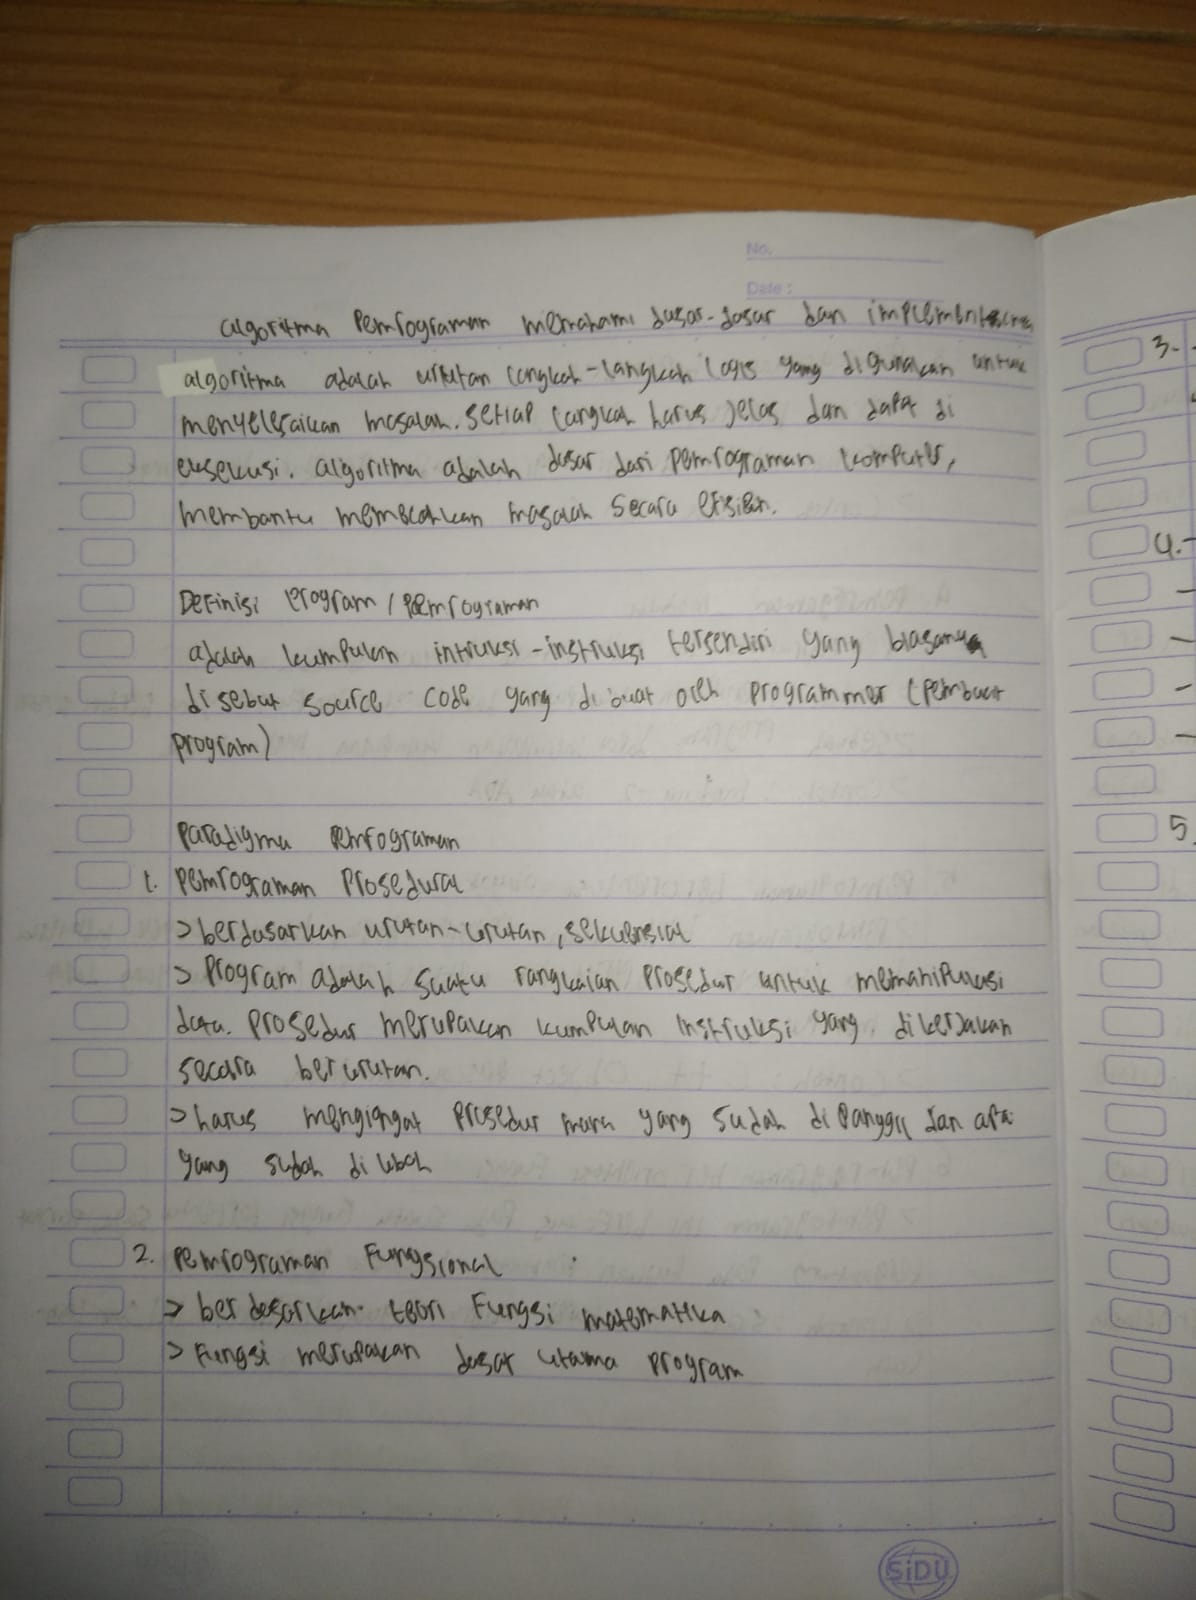 No.
Date :
algoritma Pemrograman memahami dasar-dasar dan
algoritma adalah urutan langkah-langkah logis yang digunakan untuk
menyelesaikan masalah. setiap langkah harus jelas dan dapat di
eksekusi. algoritma adalah dasar dari pemrograman komputer,
membantu memecahkan masalah secara efisien.
Definisi Program / Pemrograman
adalah kumpulan intruksi-instruksi tersendiri yang biasanya
disebut source code yang dibuat oleh programmer (pembuat
program)
Paradigma Pemrograman
1. Pemrograman Prosedural
> berdasarkan urutan-urutan, sekuensial
> Program adalah suatu rangkaian prosedur untuk memanipulasi
data. Prosedur merupakan kumpulan instruksi yang dikerjakan
secara berurutan.
> harus mengingat prosedur mana yang sudah di panggil dan apa
yang sudah di ubah
2. Pemrograman Fungsional
> berdasarkan teori Fungsi matematika
> Fungsi merupakan dasar utama program
SiDU
3.
4.
5.